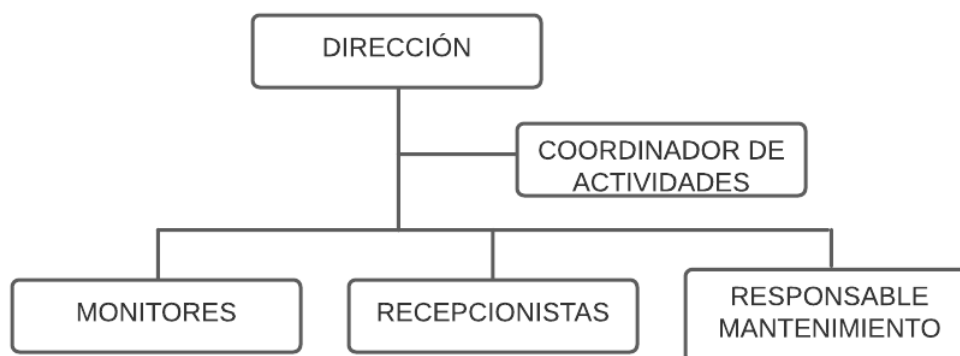 DIRECCIÓN
COORDINADOR DE
ACTIVIDADES
MONITORES
RECEPCIONISTAS
RESPONSABLE
MANTENIMIENTO